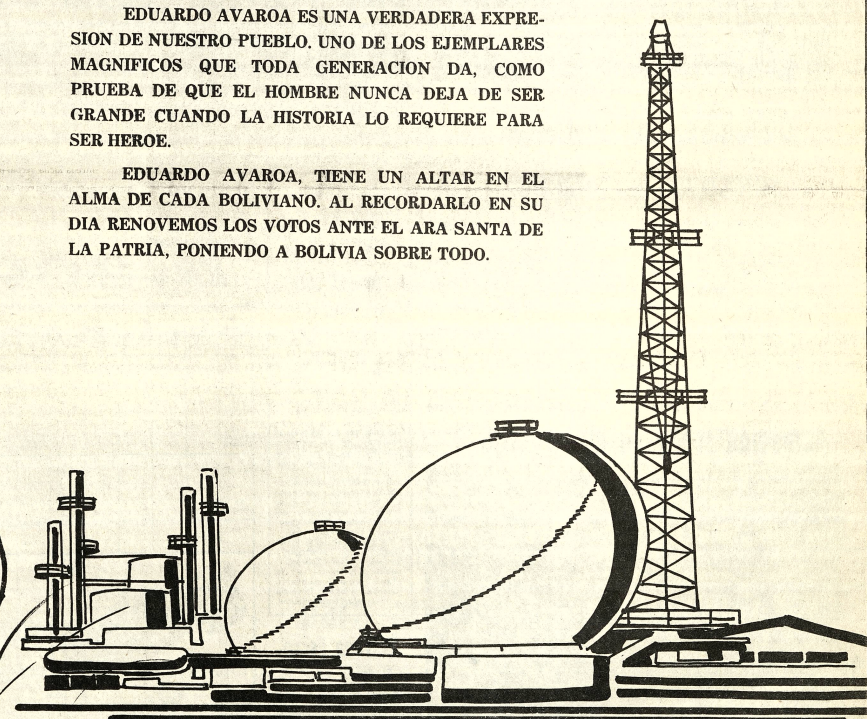 EDUARDO AVAROA ES UNA VERDADERA EXPRE-
SION DE NUESTRO PUEBLO. UNO DE LOS EJEMPLARES
MAGNIFICOS QUE TODA GENERACION DA, COMO
PRUEBA DE QUE EL HOMBRE NUNCA DEJA DE SER
GRANDE CUANDO LA HISTORIA LO REQUIERE PARA
SER HEROE.
EDUARDO AVAROA, TIENE UN ALTAR EN EL
ALMA DE CADA BOLIVIANO. AL RECORDARLO EN SU
DIA RENOVEMOS LOS VOTOS ANTE EL ARA SANTA DE
LA PATRIA, PONIENDO A BOLIVIA SOBRE TODO.